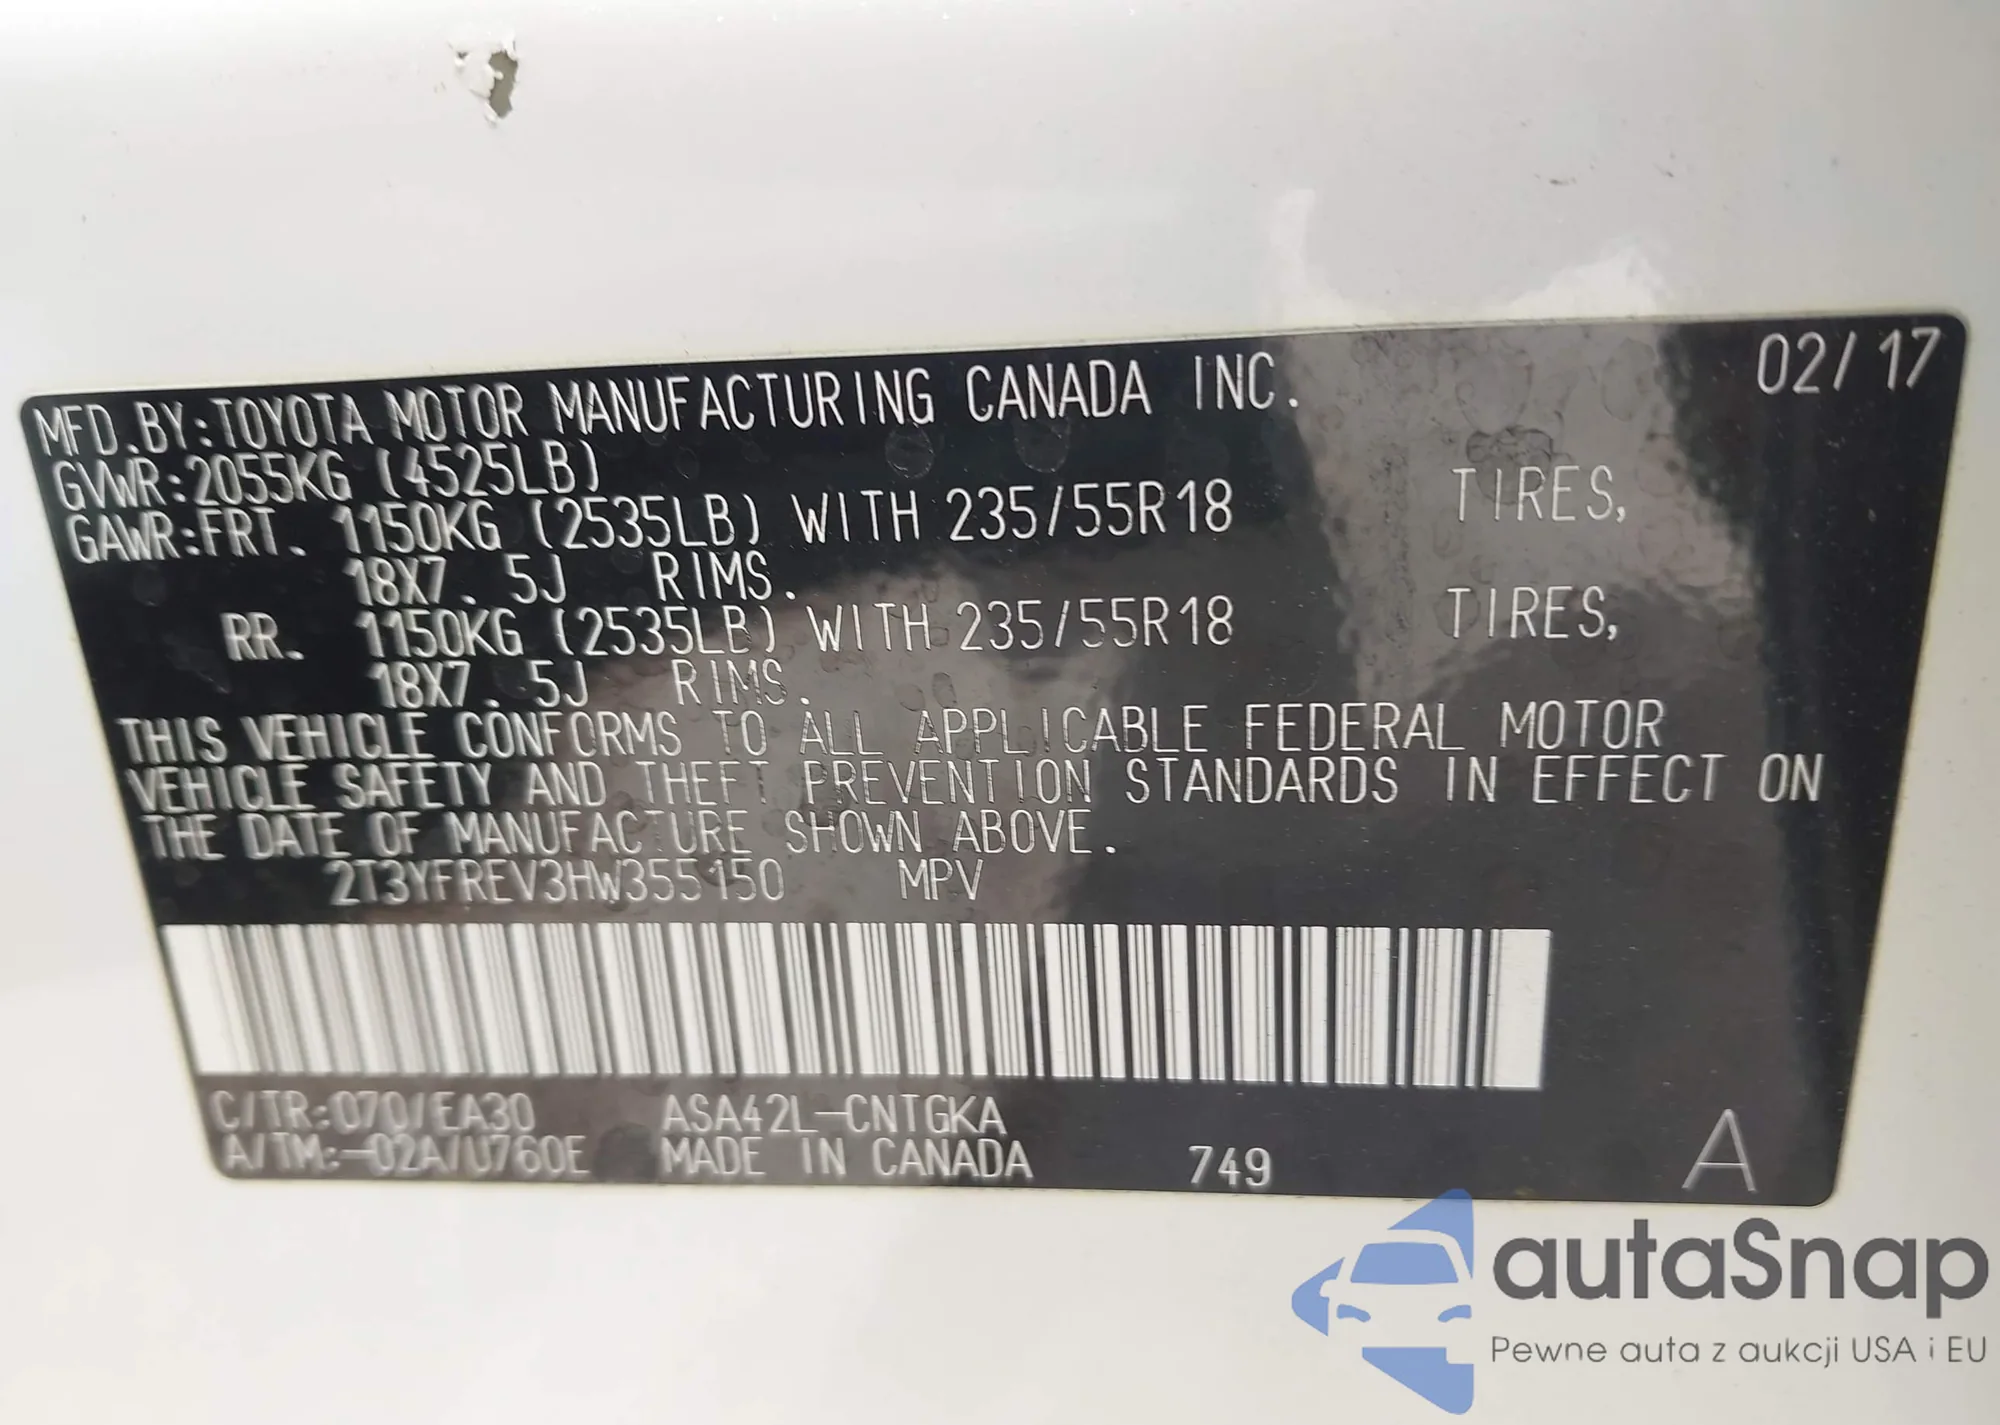 02/17
MFD.BY:TOYOTA MOTOR MANUFACTURING CANADA INC.
GVWR:2055KG (4525LB)
GAWR:FRT. 1150KG (2535LB) WITH 235/55R18 TIRES,
18X7.5J RIMS.
RR. 1150KG (2535LB) WITH 235/55R18 TIRES,
18X7.5J RIMS.
THIS VEHICLE CONFORMS TO ALL APPLICABLE FEDERAL MOTOR
VEHICLE SAFETY AND THEFT PREVENTION STANDARDS IN EFFECT ON
THE DATE OF MANUFACTURE SHOWN ABOVE.
2T3YFREV3HW355150 MPV
C/TR:070/EA30 ASA42L-CNTGKA
A/TM:-02A/U760E MADE IN CANADA 749 A
autaSnap
Pewne auta z aukcji USA i EU